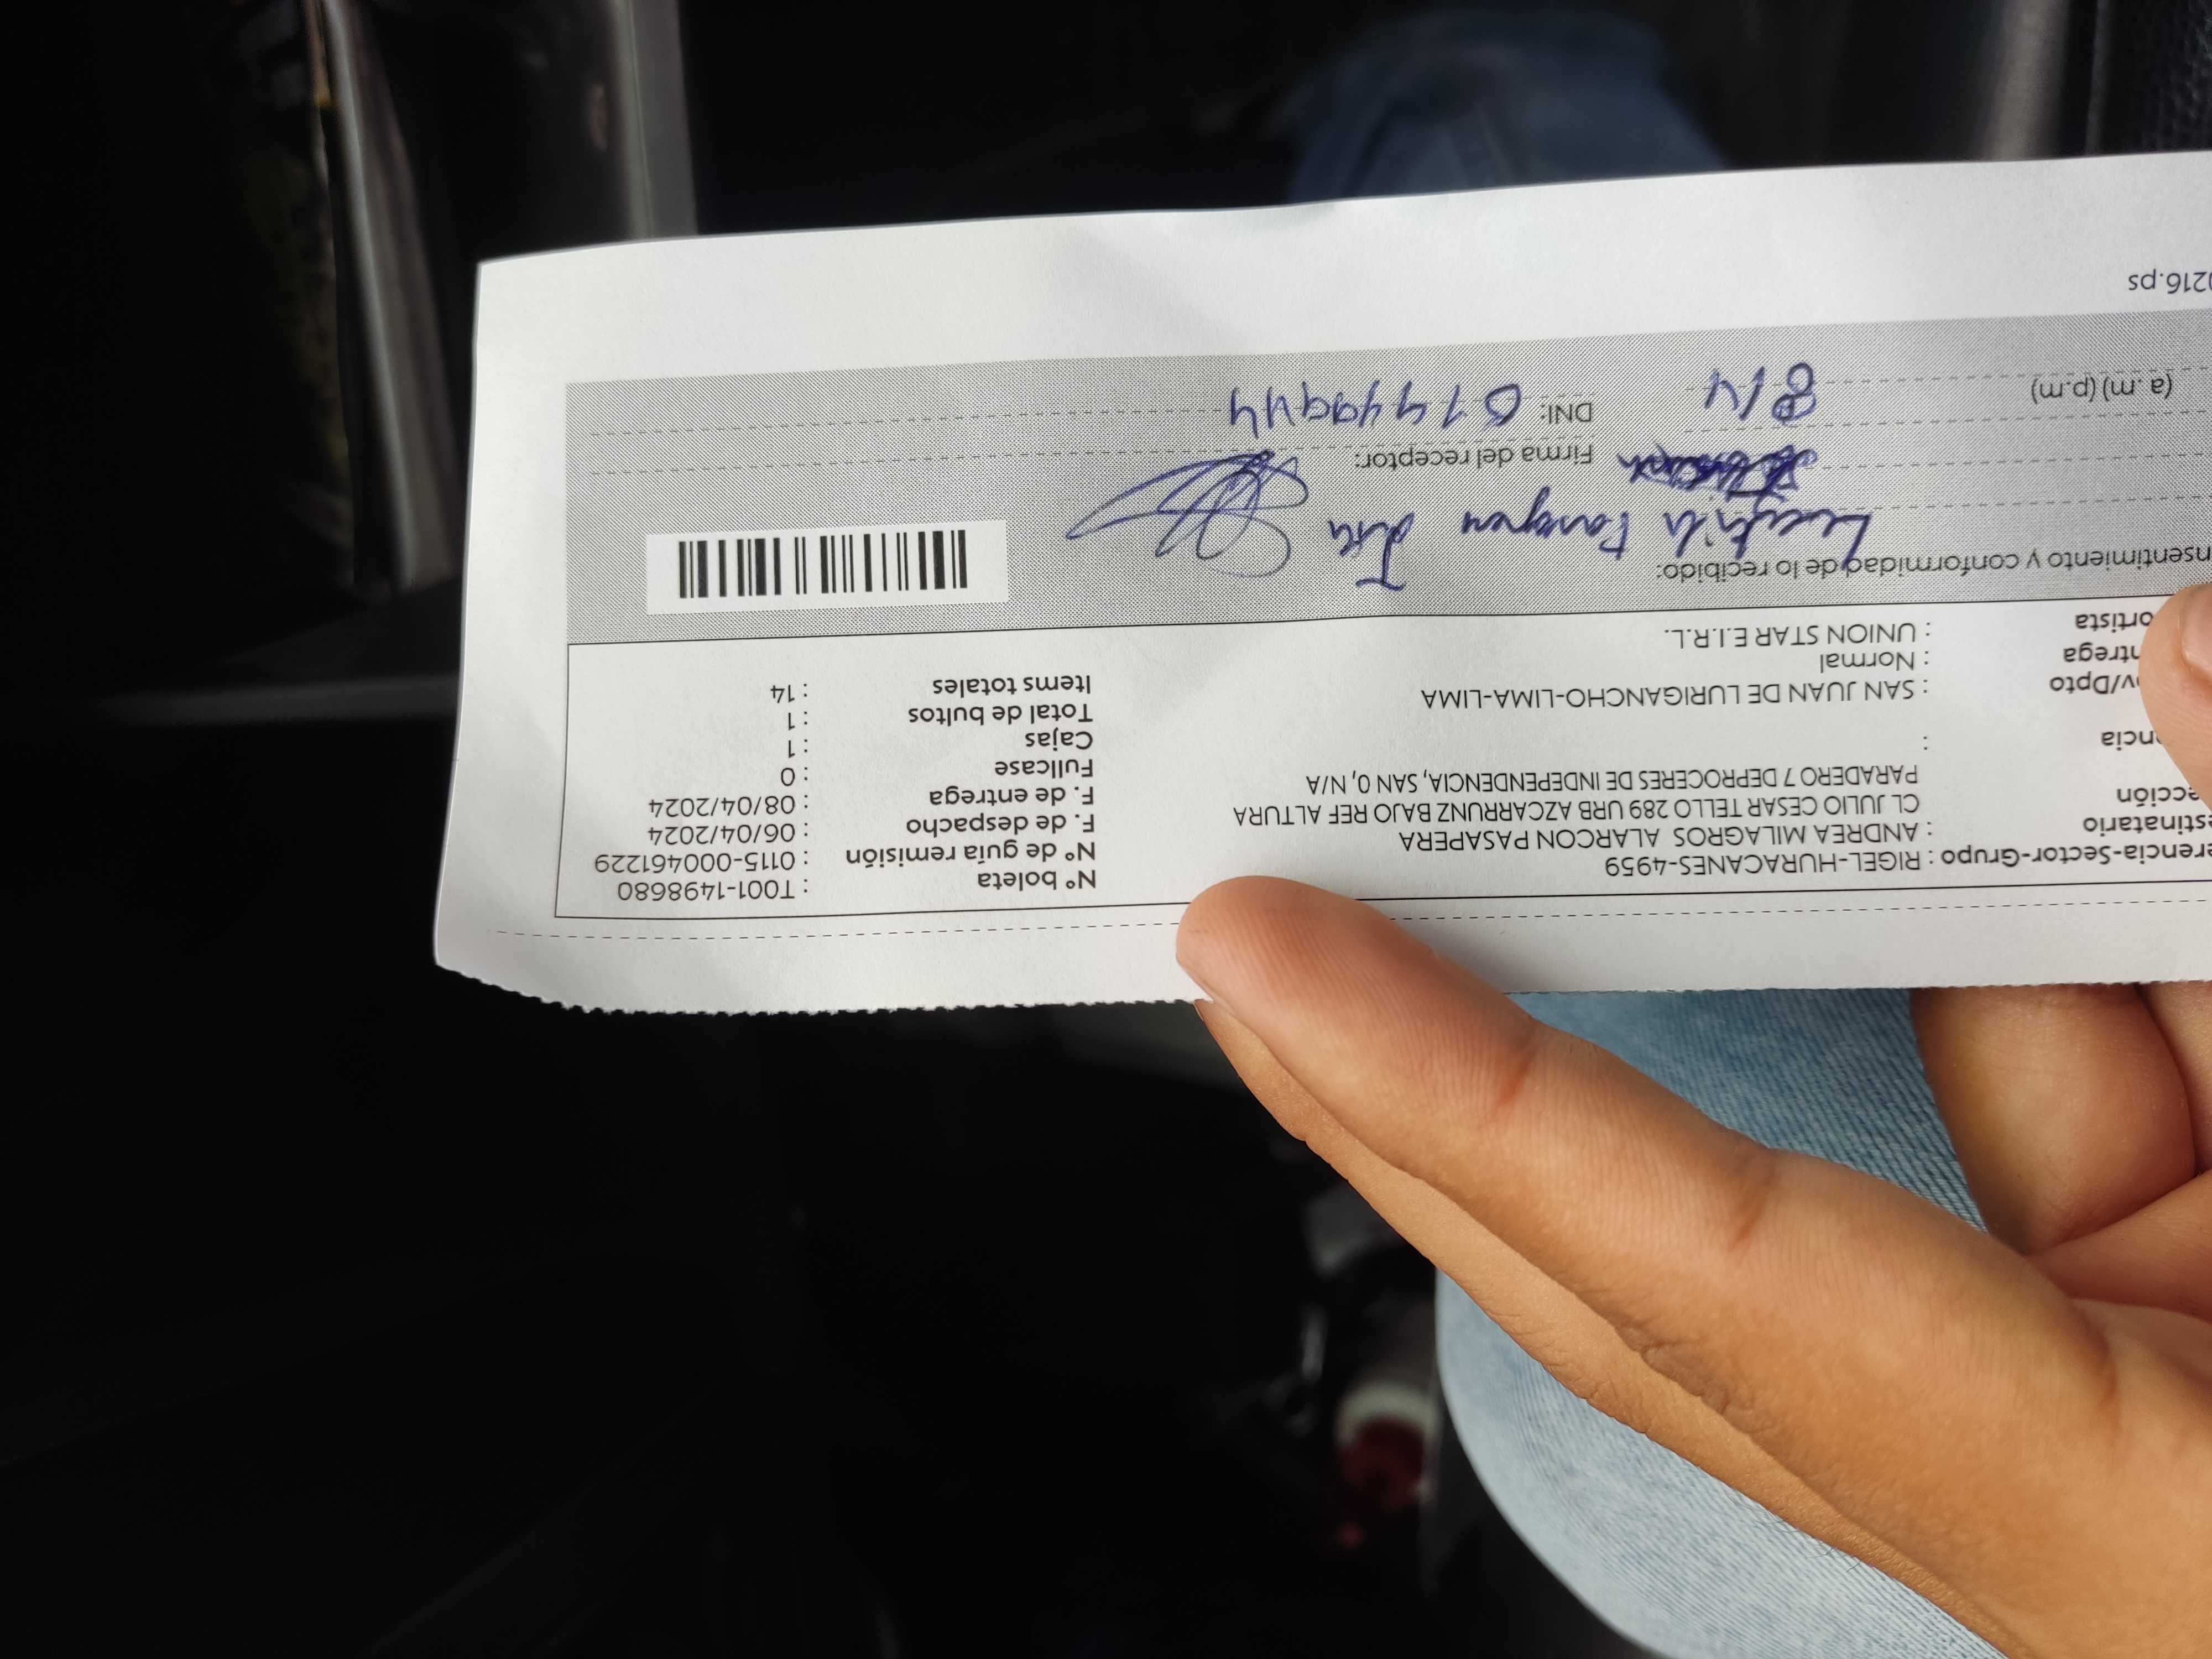 erencia-Sector-Grupo : RIGEL-HURACANES-4959
stinatario : ANDREA MILAGROS ALARCON PASAPERA
ección CL JULIO CESAR TELLO 289 URB AZCARRUNZ BAJO REF ALTURA
PARADERO 7 DEPROCERES DE INDEPENDENCIA, SAN 0, N/A
encia :
v/Dpto : SAN JUAN DE LURIGANCHO-LIMA-LIMA
ntrega : Normal
ortista : UNION STAR E.I.R.L.
Nº boleta : T001-1498680
Nº de guía remisión : 0115-000461229
F. de despacho : 06/04/2024
F. de entrega : 08/04/2024
Fullcase : 0
Cajas : 1
Total de bultos : 1
Items totales : 14
nsentimiento y conformidad de lo recibido:
Firma del receptor:
(a. m) (p.m) 8/4 DNI:
0216.ps